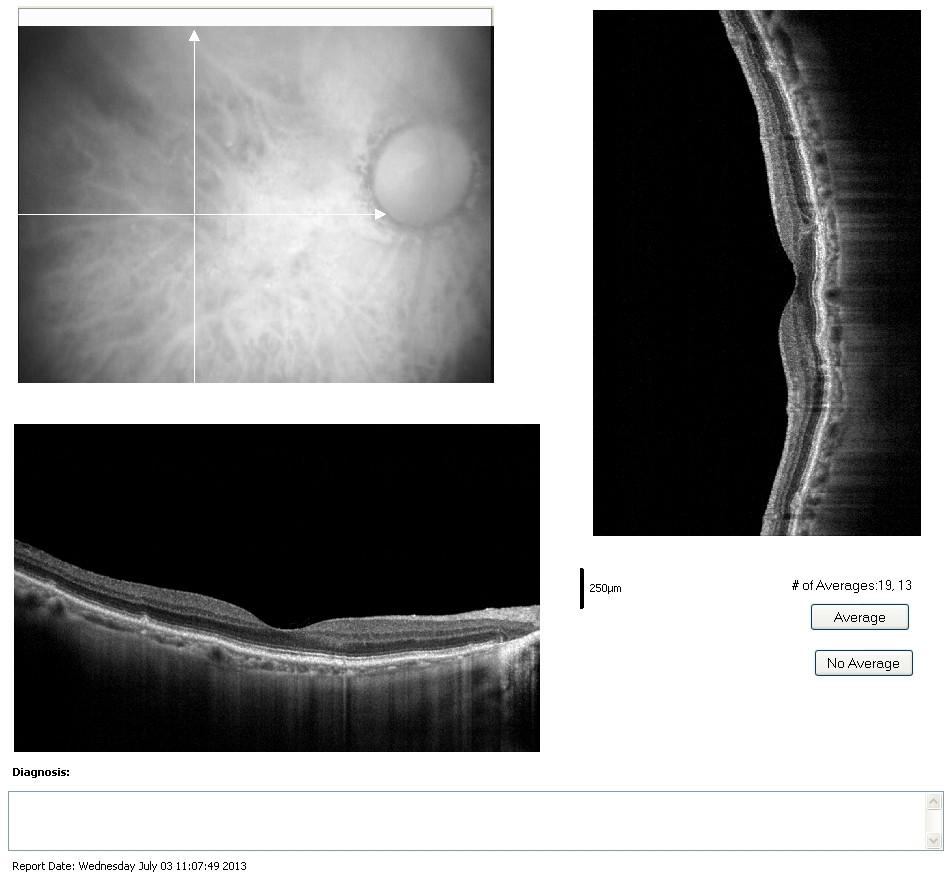 250µm
# of Averages:19, 13
Average
No Average
Diagnosis:
Report Date: Wednesday July 03 11:07:49 2013